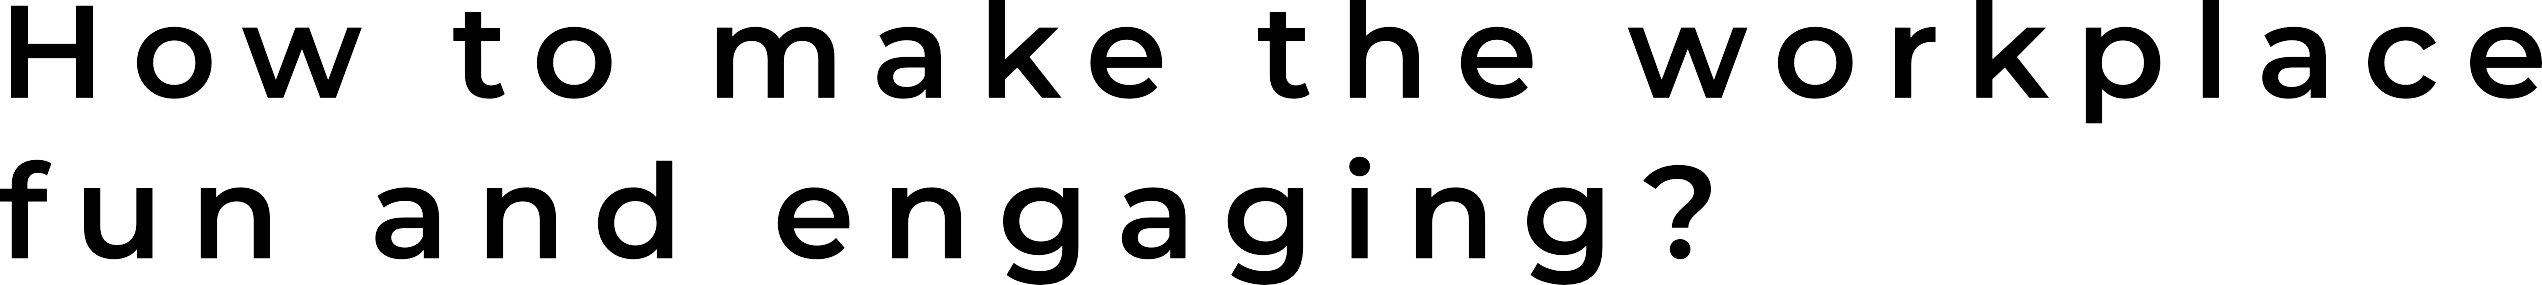 How to make the workplace
fun and engaging?